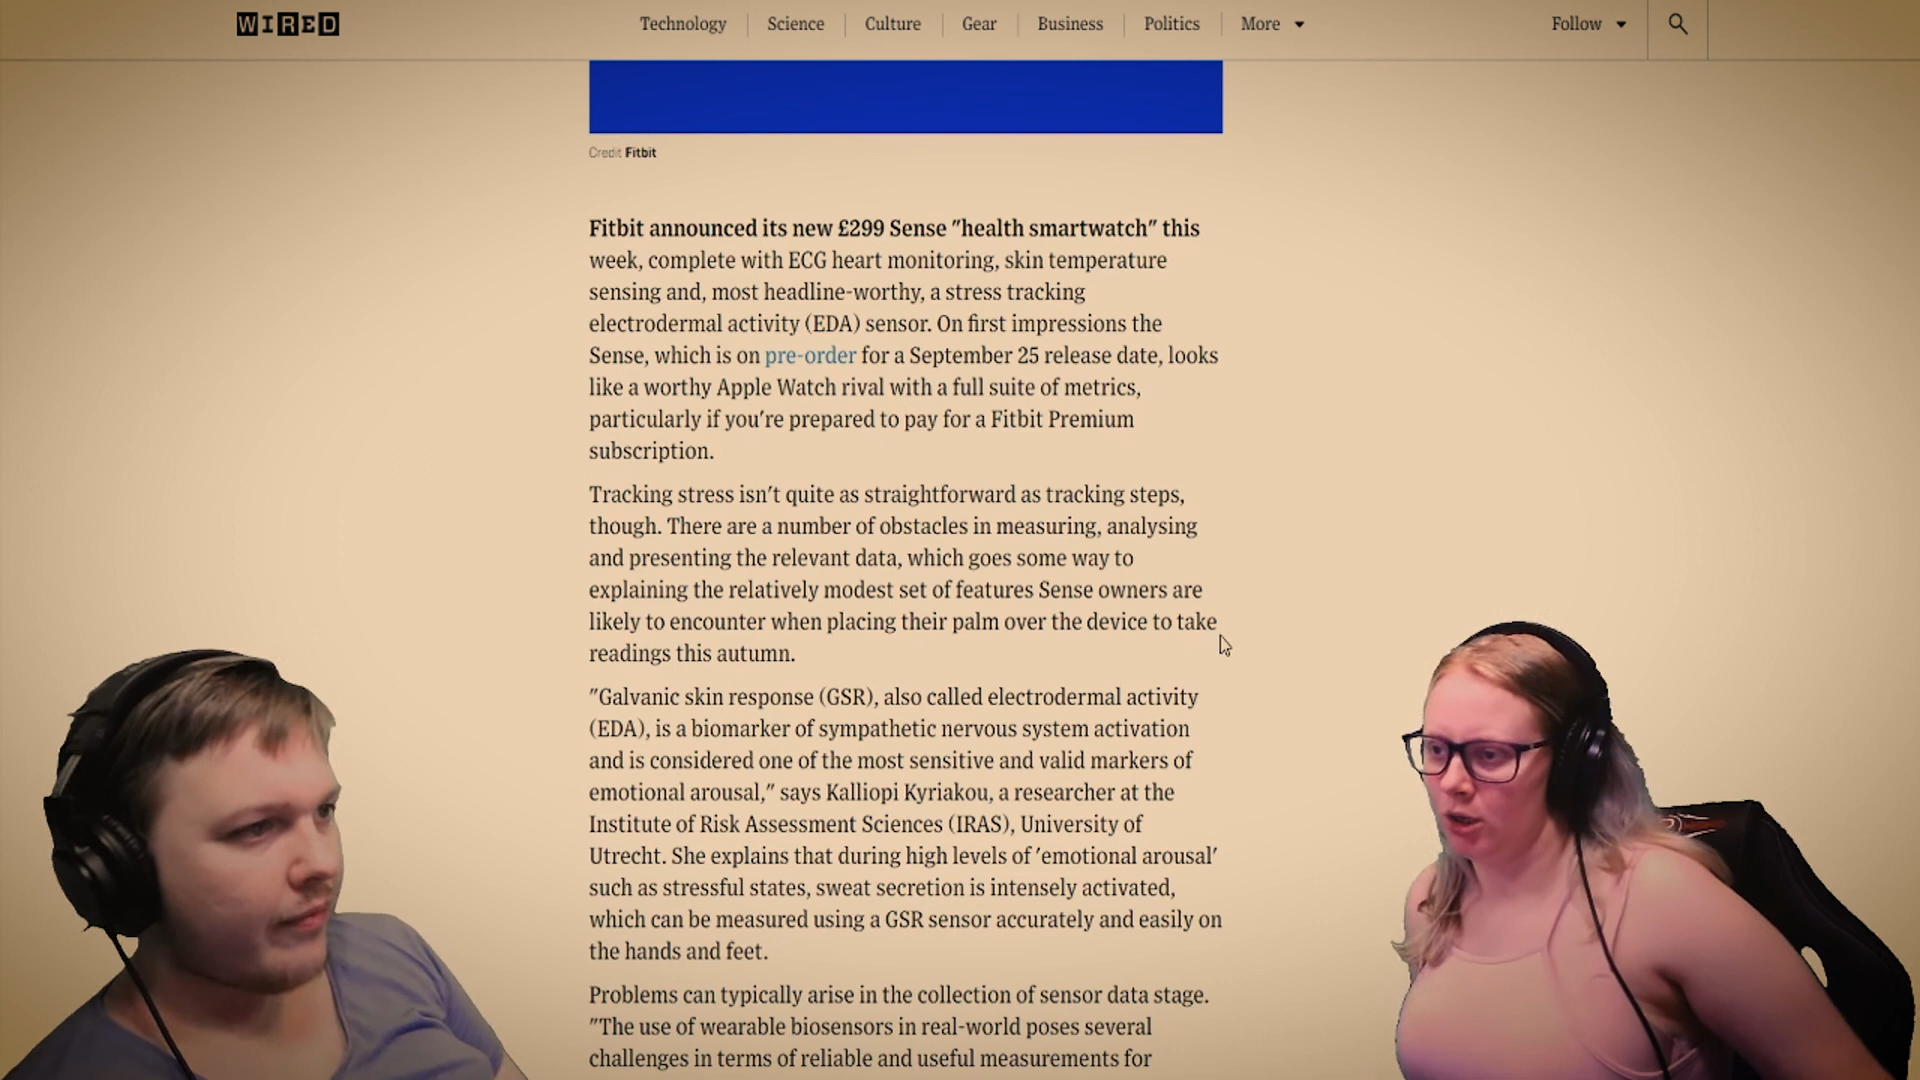 WIRED
Technology
Science
Culture
Gear
Business
Politics
More
Follow
Credit Fitbit
Fitbit announced its new £299 Sense "health smartwatch" this
week, complete with ECG heart monitoring, skin temperature
sensing and, most headline-worthy, a stress tracking
electrodermal activity (EDA) sensor. On first impressions the
Sense, which is on pre-order for a September 25 release date, looks
like a worthy Apple Watch rival with a full suite of metrics,
particularly if you're prepared to pay for a Fitbit Premium
subscription.
Tracking stress isn't quite as straightforward as tracking steps,
though. There are a number of obstacles in measuring, analysing
and presenting the relevant data, which goes some way to
explaining the relatively modest set of features Sense owners are
likely to encounter when placing their palm over the device to take
readings this autumn.
"Galvanic skin response (GSR), also called electrodermal activity
(EDA), is a biomarker of sympathetic nervous system activation
and is considered one of the most sensitive and valid markers of
emotional arousal," says Kalliopi Kyriakou, a researcher at the
Institute of Risk Assessment Sciences (IRAS), University of
Utrecht. She explains that during high levels of 'emotional arousal'
such as stressful states, sweat secretion is intensely activated,
which can be measured using a GSR sensor accurately and easily on
the hands and feet.
Problems can typically arise in the collection of sensor data stage.
"The use of wearable biosensors in real-world poses several
challenges in terms of reliable and useful measurements for